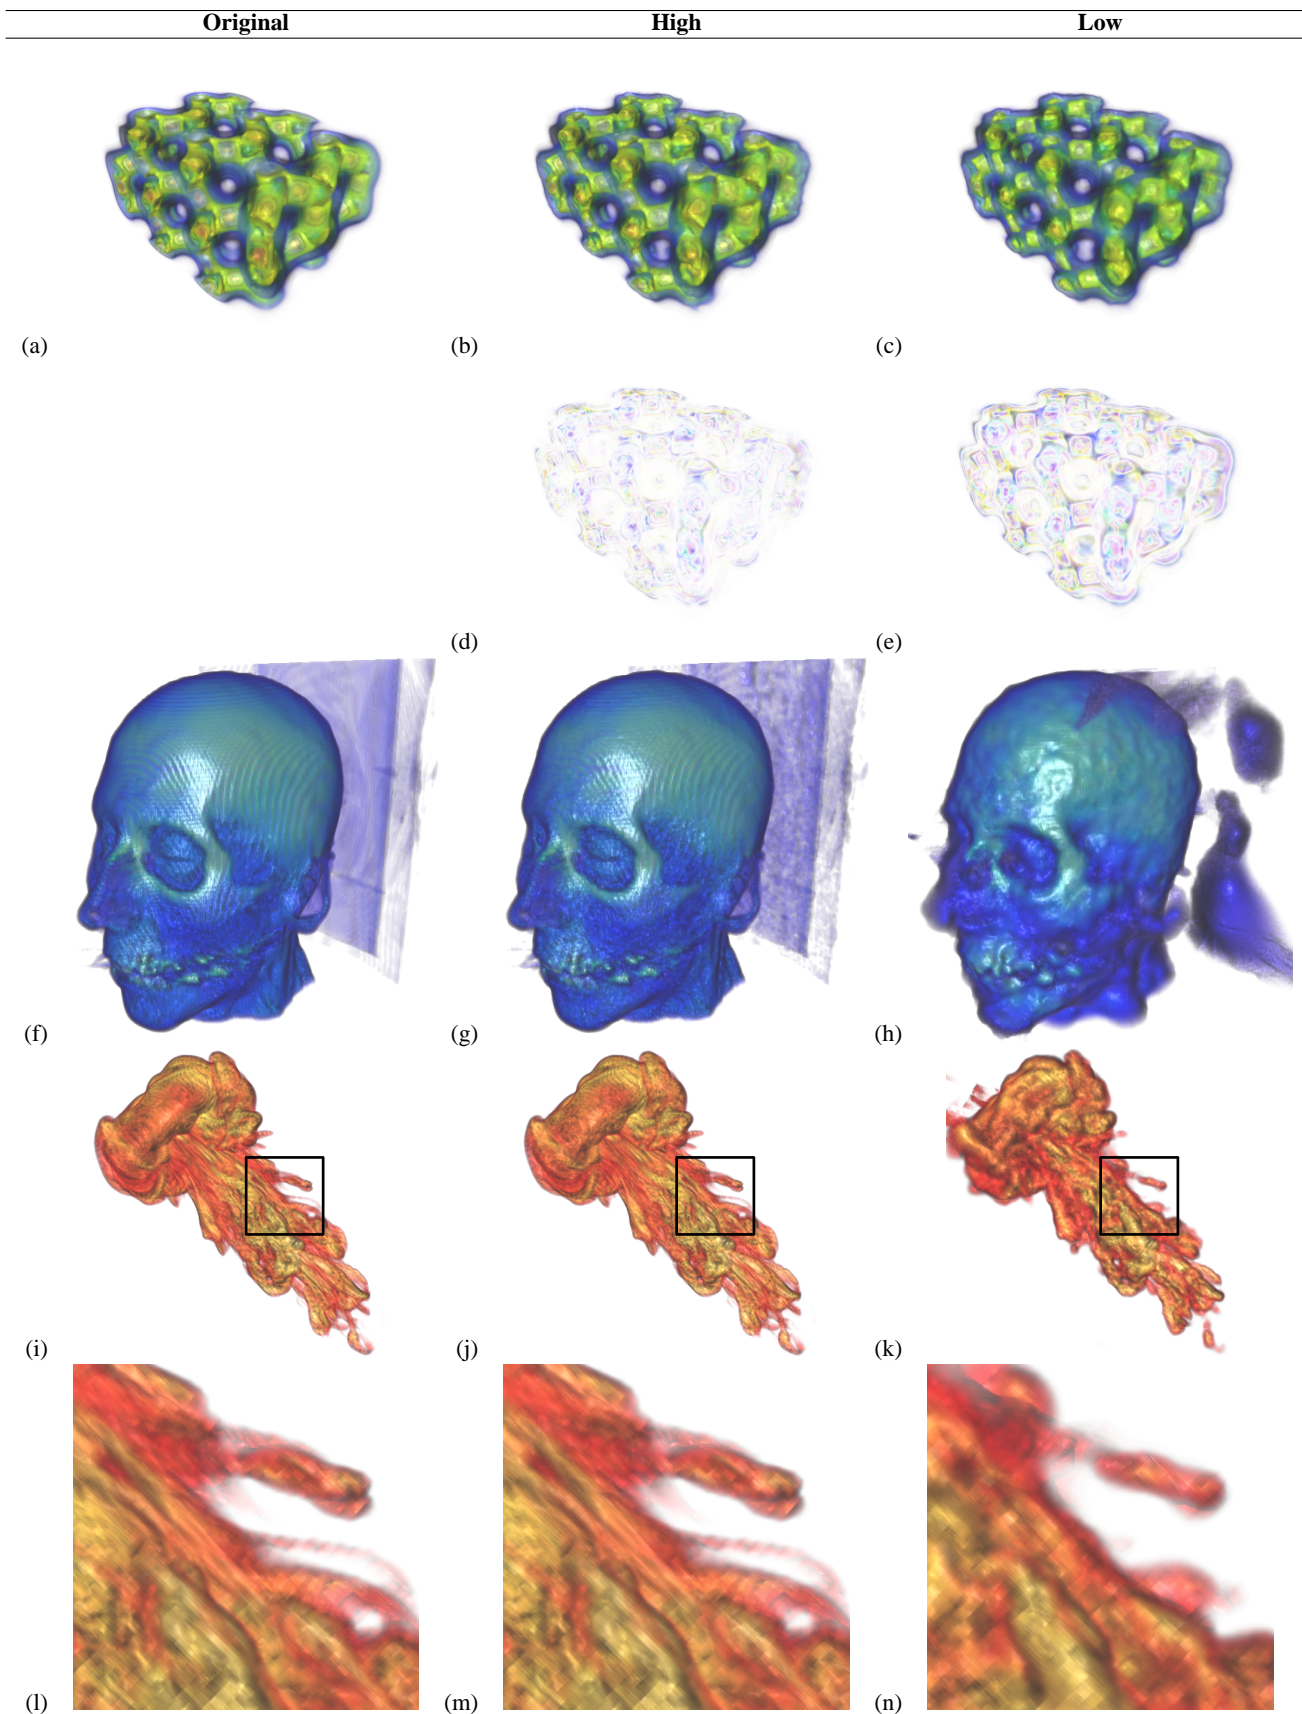 Original High Low
(a) (b) (c)
(d) (e)
(f) (g) (h)
(i) (j) (k)
(l) (m) (n)